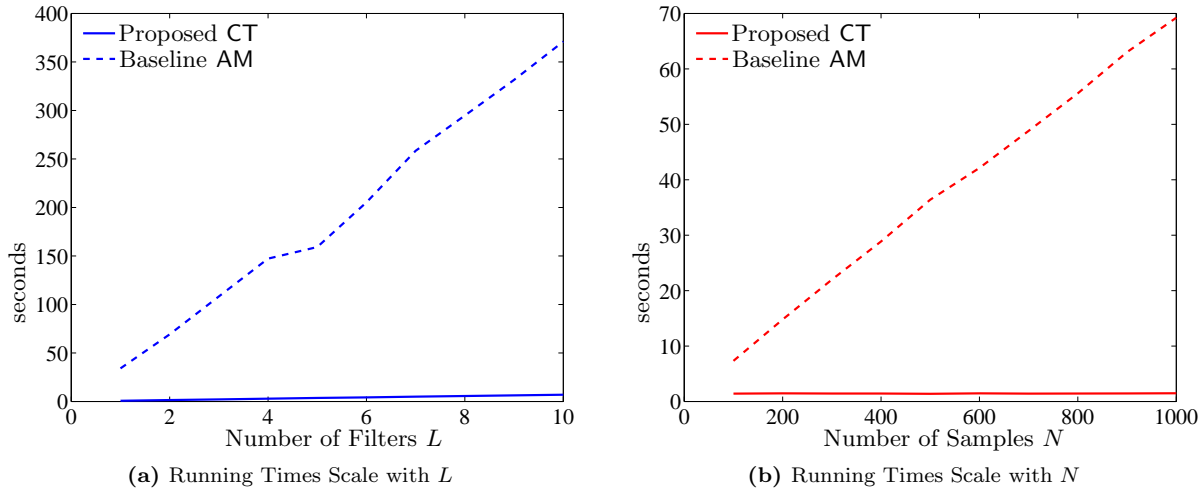 400
350
300
250
200
150
100
50
0
seconds
Proposed CT
Baseline AM
0 2 4 6 8 10
Number of Filters L
(a) Running Times Scale with L
70
60
50
40
30
20
10
0
seconds
Proposed CT
Baseline AM
0 200 400 600 800 1000
Number of Samples N
(b) Running Times Scale with N